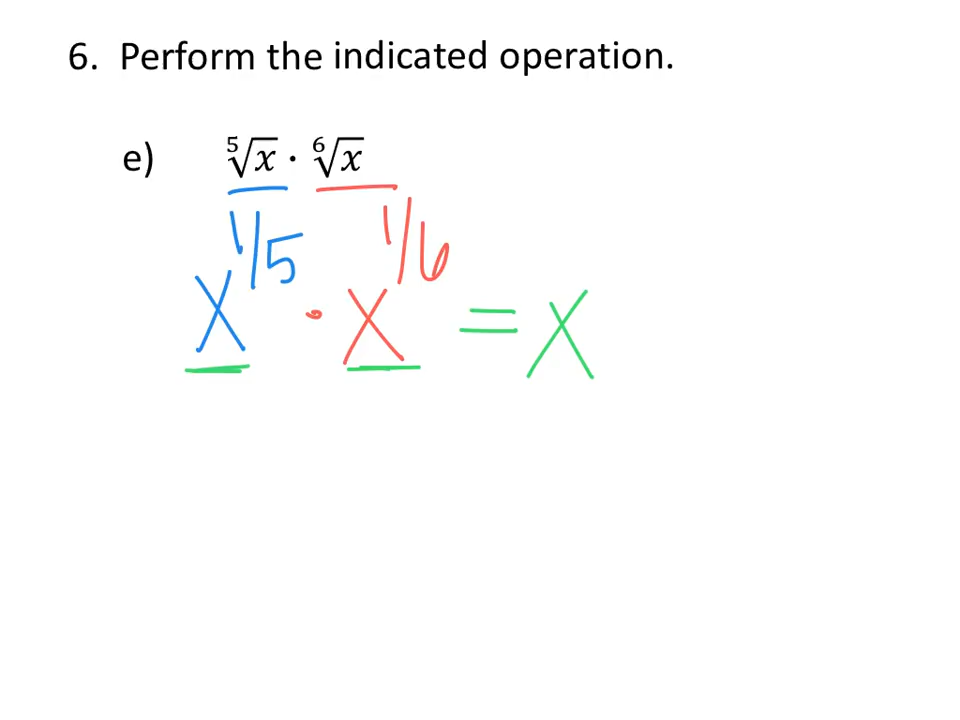 6. Perform the indicated operation.
e) ⁵√x · ⁶√x
x^1/5 · x^1/6 = x